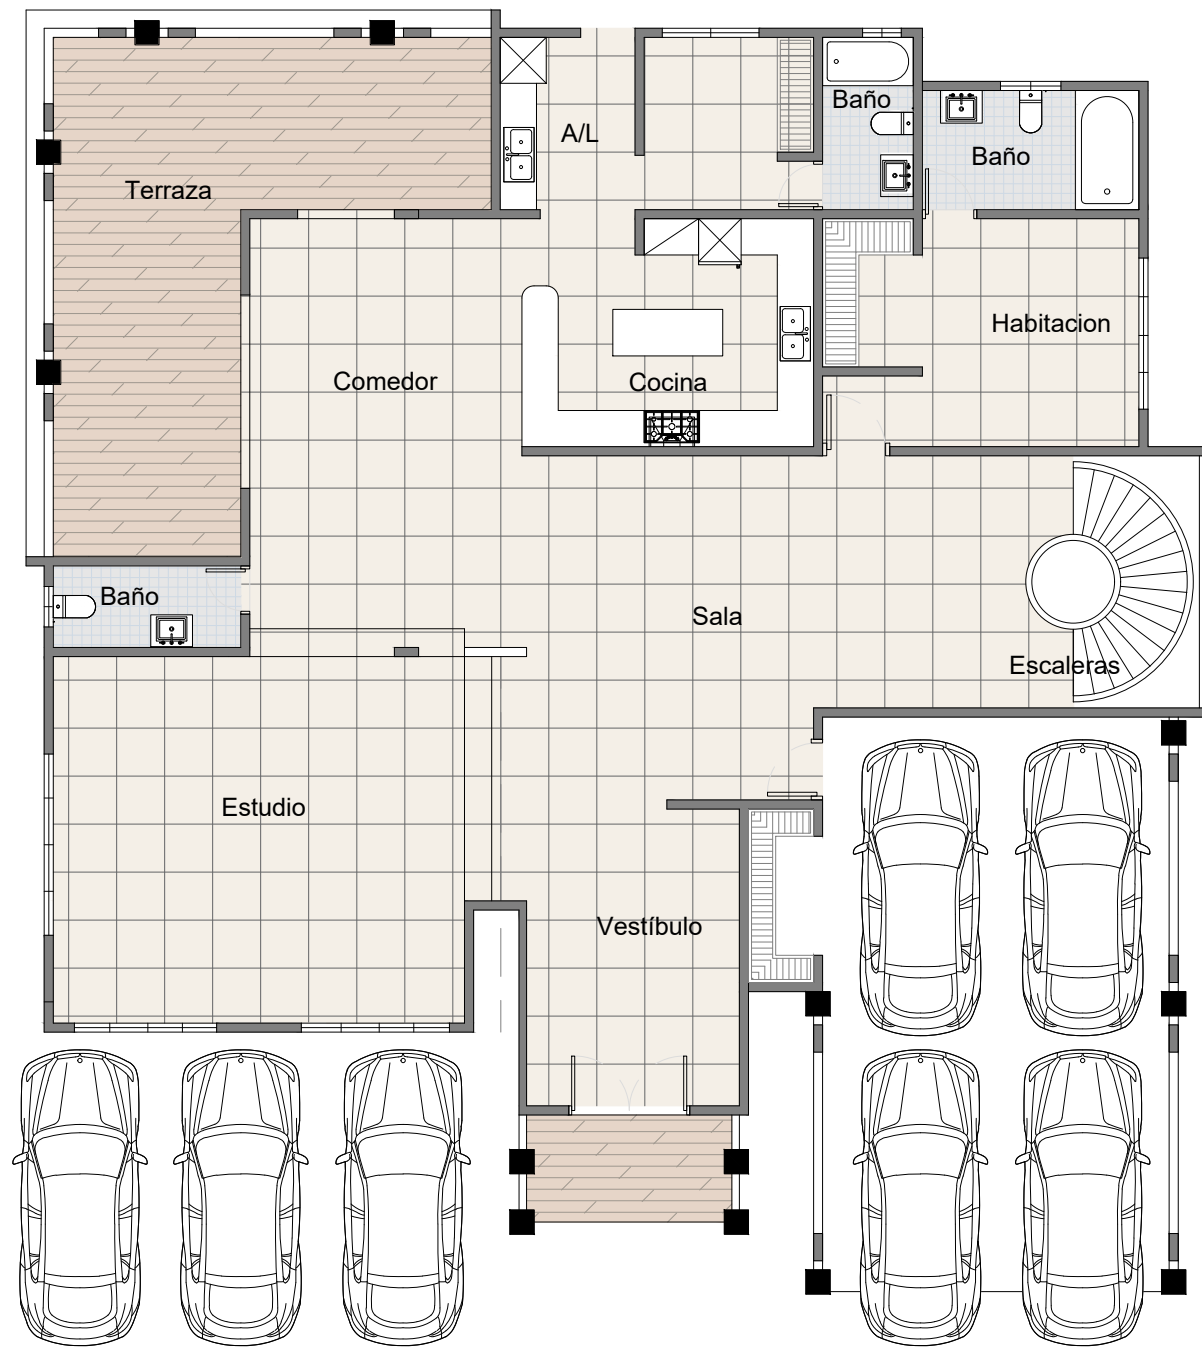 Baño
A/L
Baño
Terraza
Habitacion
Comedor
Cocina
Baño
Sala
Escaleras
Estudio
Vestíbulo